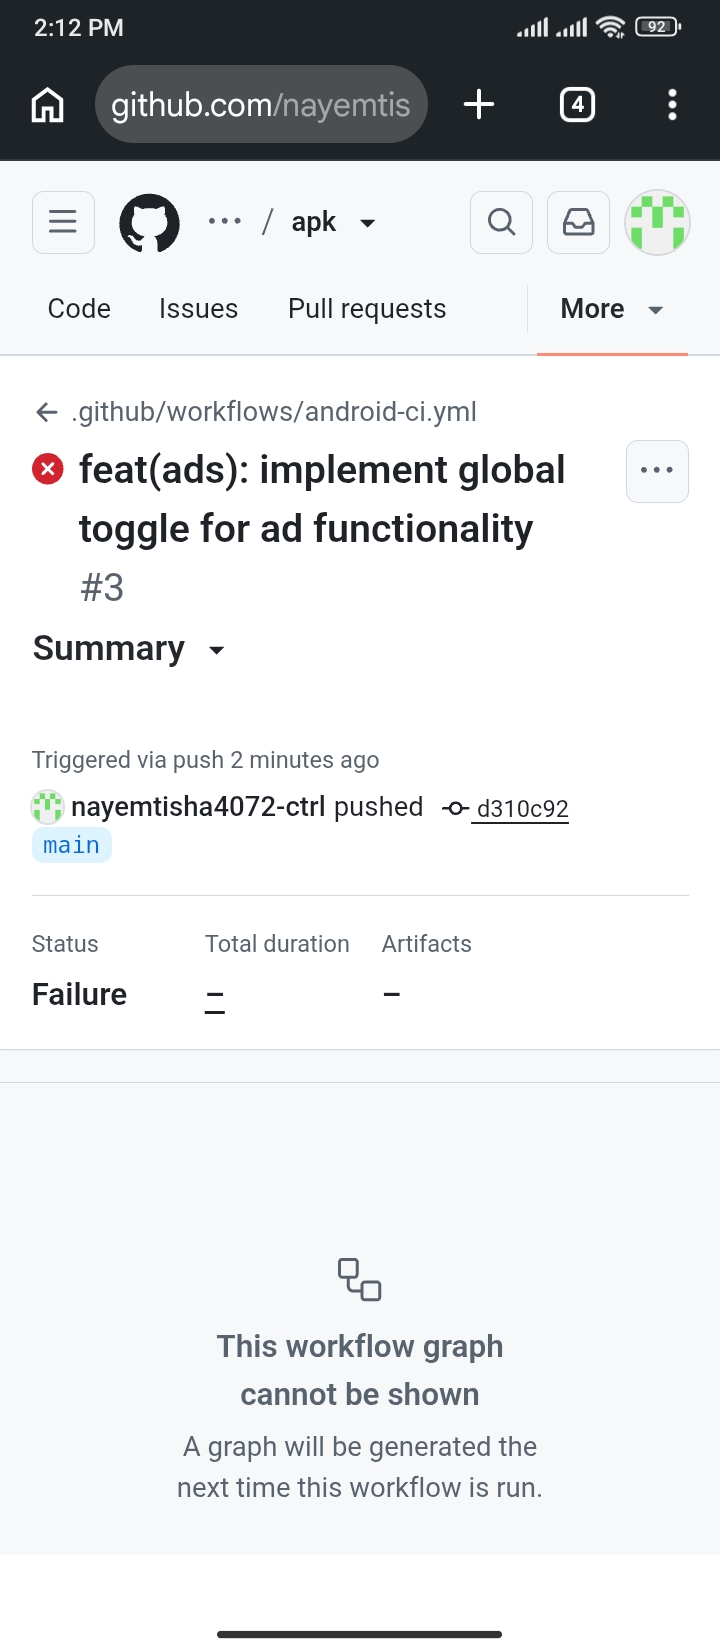 2:12 PM
92
github.com/nayemtis
4
/ apk
Code Issues Pull requests More
.github/workflows/android-ci.yml
feat(ads): implement global
toggle for ad functionality
#3
Summary
Triggered via push 2 minutes ago
nayemtisha4072-ctrl pushed d310c92
main
Status Total duration Artifacts
Failure – –
This workflow graph
cannot be shown
A graph will be generated the
next time this workflow is run.